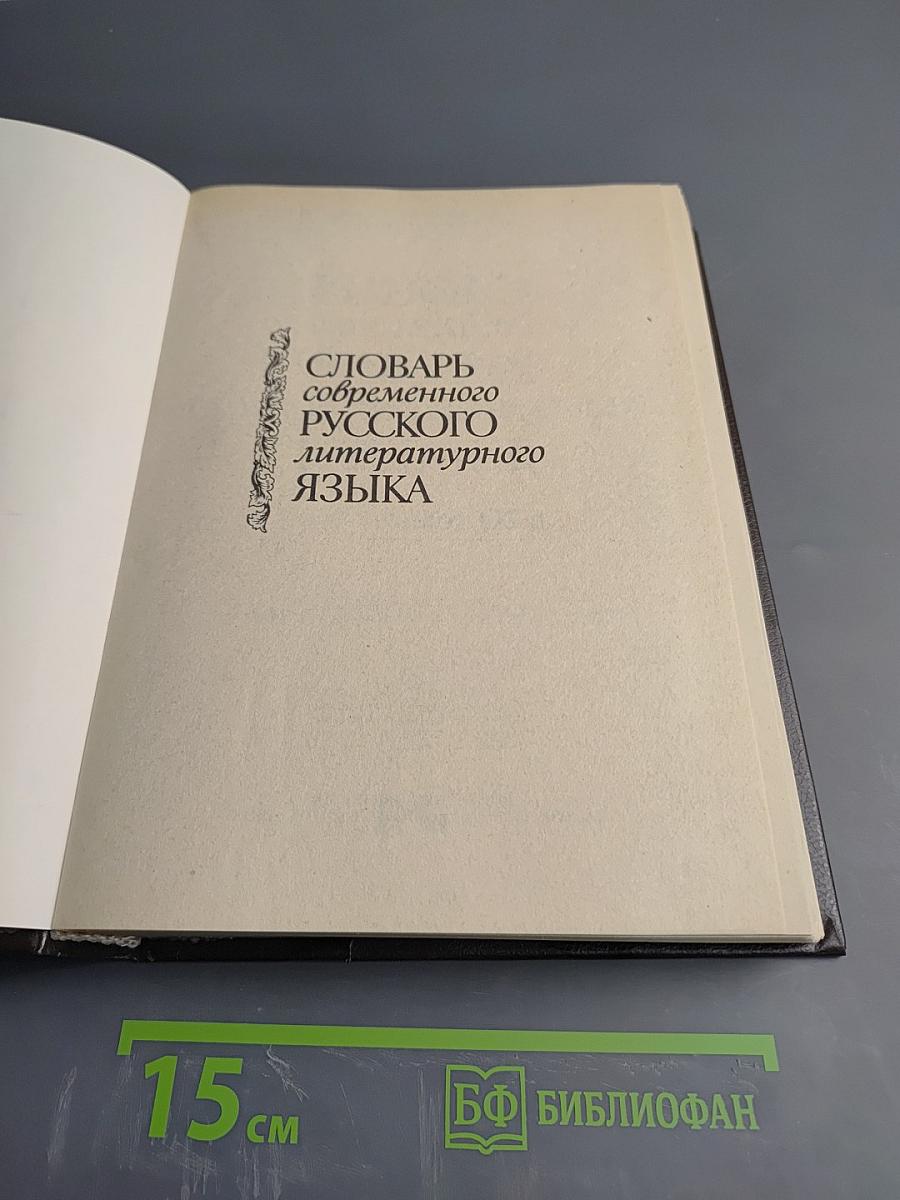 СЛОВАРЬ
современного
РУССКОГО
литературного
ЯЗЫКА
15 см
БФ БИБЛИОФАН